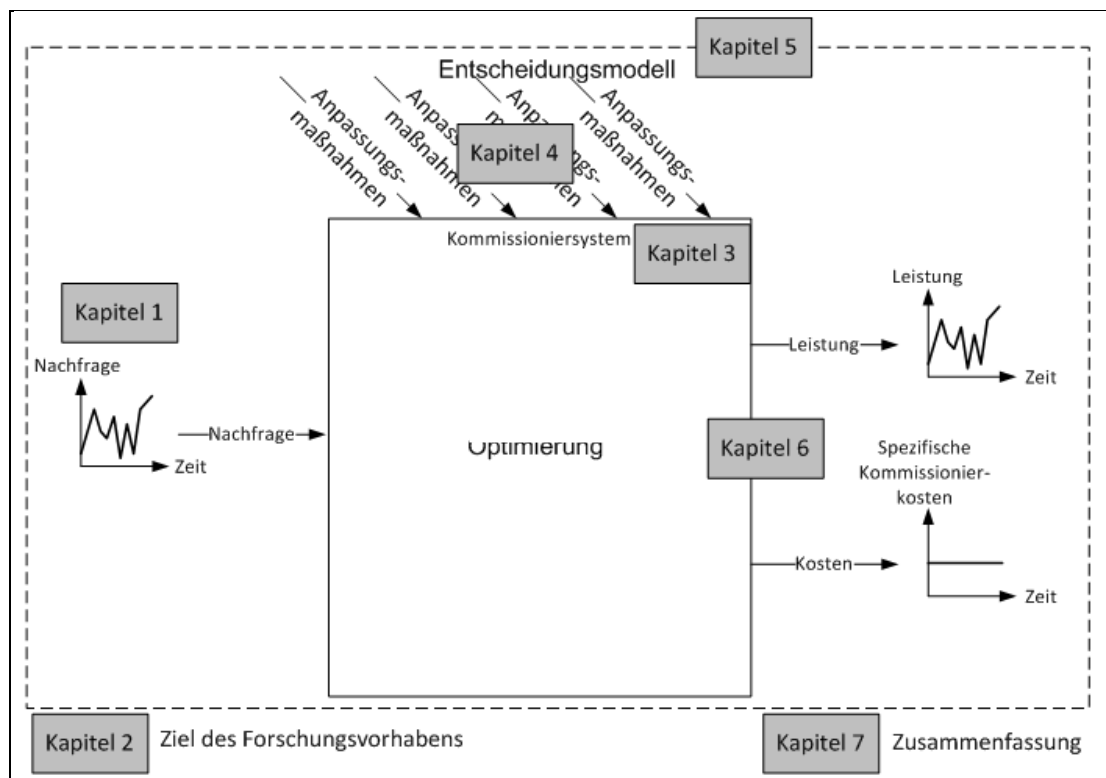 Kapitel 5
Entscheidungsmodell
Anpassungs-
maßnahmen
Anpassungs-
maßnahmen
Anpassungs-
maßnahmen
Anpassungs-
maßnahmen
Kapitel 4
Kommissioniersystem
Kapitel 3
Kapitel 1
Nachfrage
Zeit
Nachfrage
Optimierung
Leistung
Leistung
Zeit
Kapitel 6
Spezifische
Kommissionier-
kosten
Kosten
Zeit
Kapitel 2
Ziel des Forschungsvorhabens
Kapitel 7
Zusammenfassung